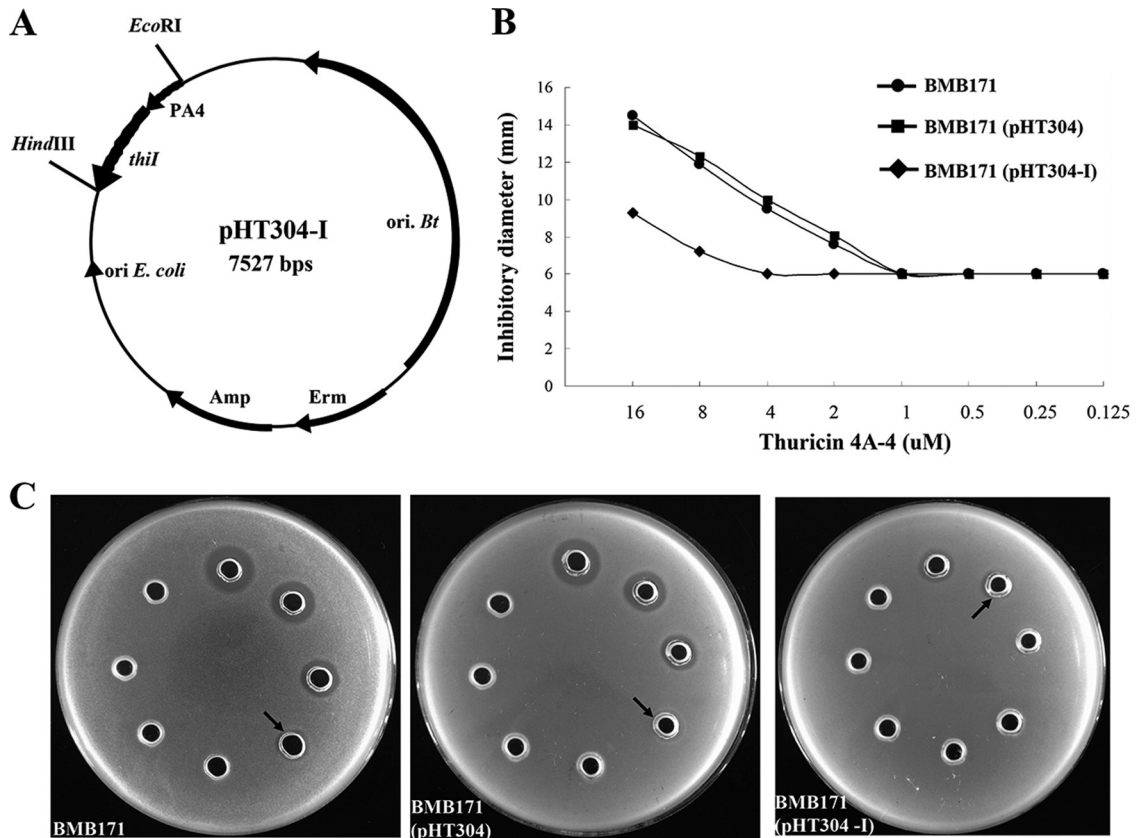 A
EcoRI
PA4
HindIII
thiI
pHT304-I
7527 bps
ori. Bt
ori E. coli
Amp
Erm
B
Inhibitory diameter (mm)
16
14
12
10
8
6
4
2
0
BMB171
BMB171 (pHT304)
BMB171 (pHT304-I)
16 8 4 2 1 0.5 0.25 0.125
Thuricin 4A-4 (uM)
C
BMB171
BMB171
(pHT304)
BMB171
(pHT304 -I)